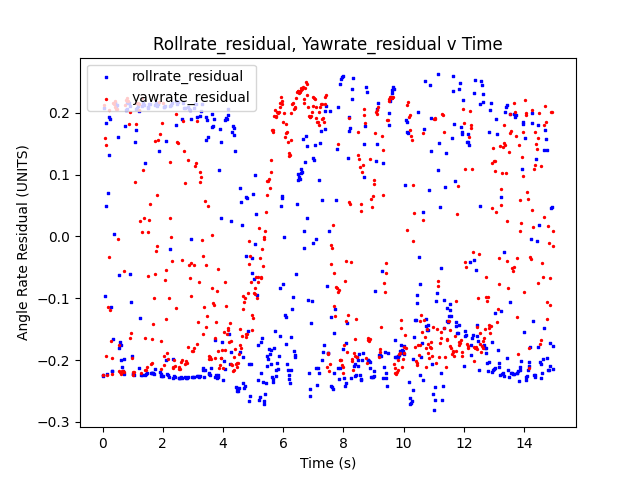 Rollrate_residual, Yawrate_residual v Time
rollrate_residual
yawrate_residual
Angle Rate Residual (UNITS)
0.2
0.1
0.0
−0.1
−0.2
−0.3
0 2 4 6 8 10 12 14
Time (s)